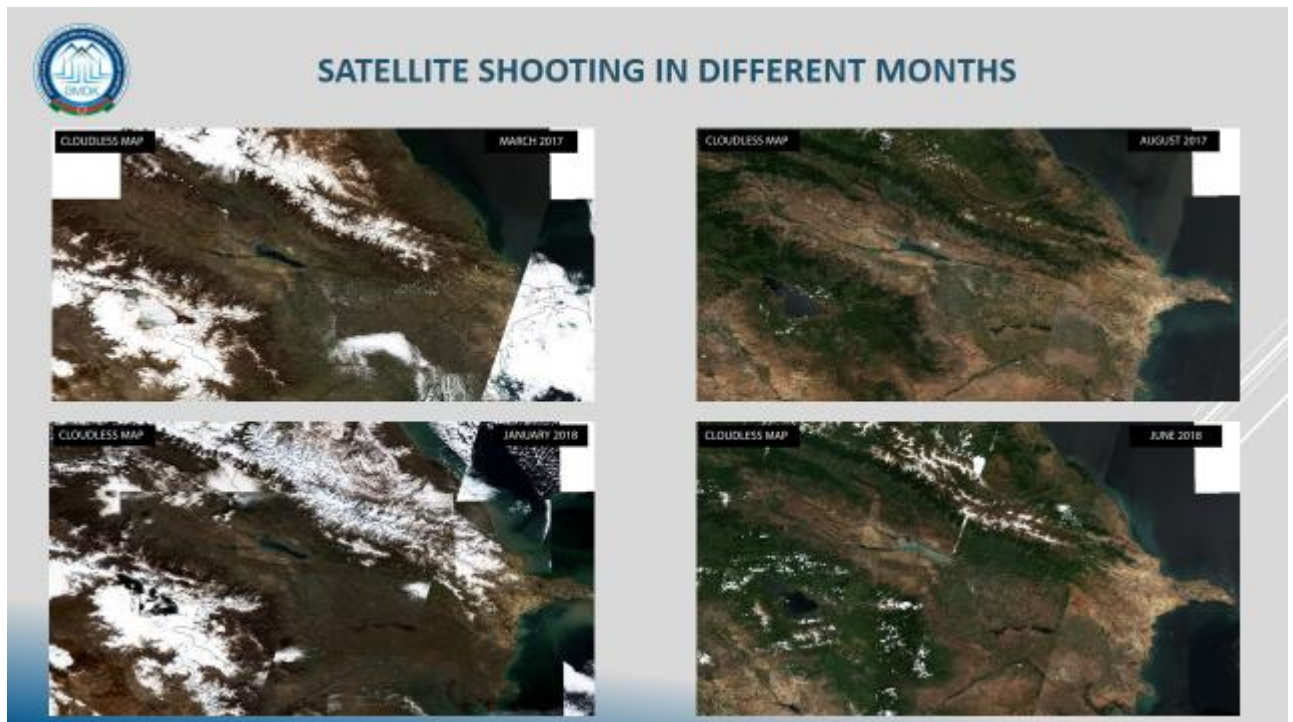 SATELLITE SHOOTING IN DIFFERENT MONTHS
GMDK
CLOUDLESS MAP
MARCH 2017
CLOUDLESS MAP
AUGUST 2017
CLOUDLESS MAP
JANUARY 2018
CLOUDLESS MAP
JUNE 2018